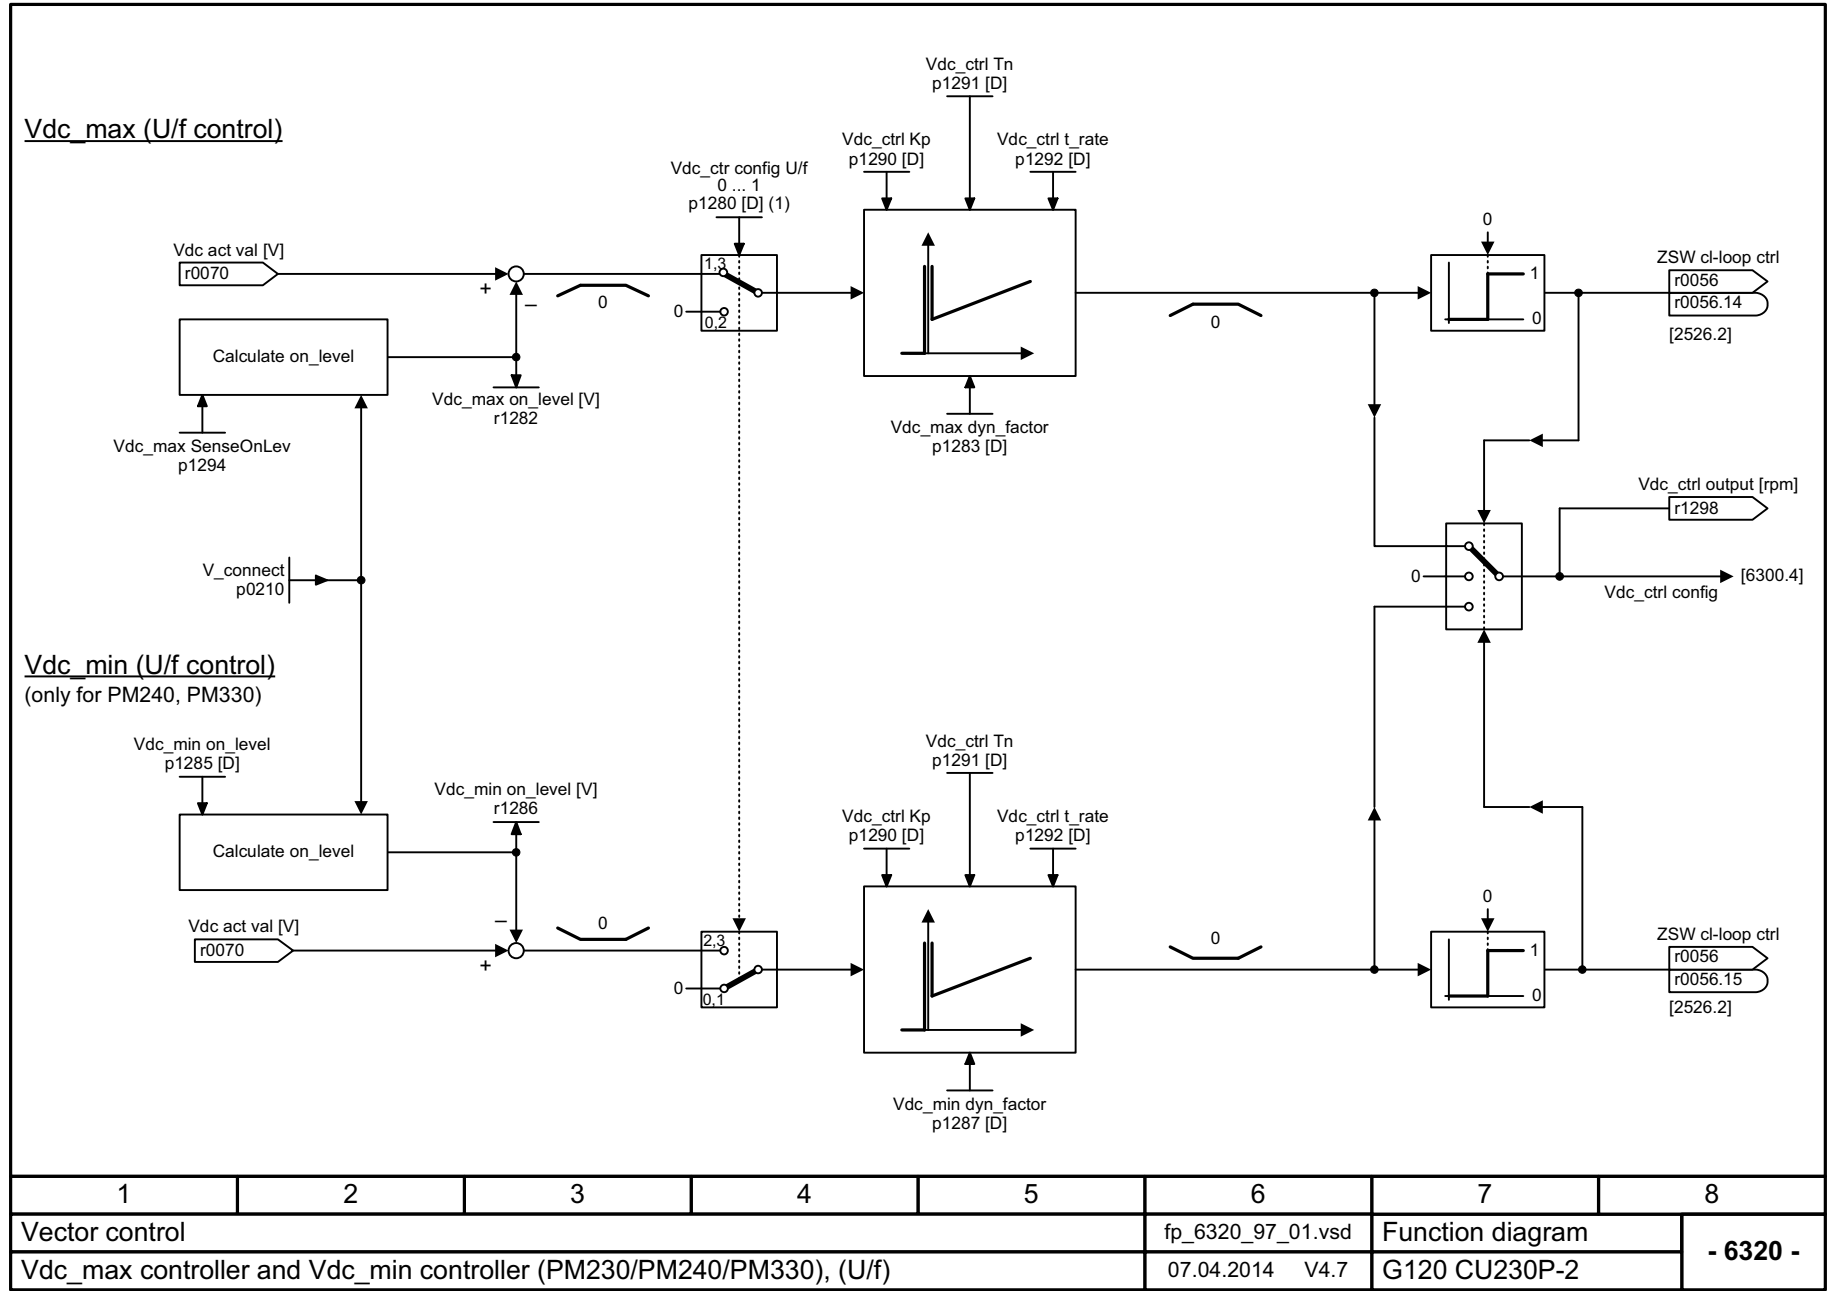 Vdc_max (U/f control)
Vdc_ctrl Tn
p1291 [D]
Vdc_ctrl Kp
p1290 [D]
Vdc_ctrl t_rate
p1292 [D]
Vdc_ctr config U/f
0 ... 1
p1280 [D] (1)
Vdc act val [V]
r0070
+
–
0
1,3
0
0,2
0
0
1
0
ZSW cl-loop ctrl
r0056
r0056.14
[2526.2]
Calculate on_level
Vdc_max on_level [V]
r1282
Vdc_max SenseOnLev
p1294
Vdc_max dyn_factor
p1283 [D]
Vdc_ctrl output [rpm]
r1298
V_connect
p0210
0
[6300.4]
Vdc_ctrl config
Vdc_min (U/f control)
(only for PM240, PM330)
Vdc_min on_level
p1285 [D]
Vdc_min on_level [V]
r1286
Calculate on_level
Vdc_ctrl Tn
p1291 [D]
Vdc_ctrl Kp
p1290 [D]
Vdc_ctrl t_rate
p1292 [D]
Vdc act val [V]
r0070
+
–
0
2,3
0
0,1
0
0
1
0
ZSW cl-loop ctrl
r0056
r0056.15
[2526.2]
Vdc_min dyn_factor
p1287 [D]
1 2 3 4 5 6 7 8
Vector control
fp_6320_97_01.vsd
Function diagram
- 6320 -
Vdc_max controller and Vdc_min controller (PM230/PM240/PM330), (U/f)
07.04.2014 V4.7
G120 CU230P-2